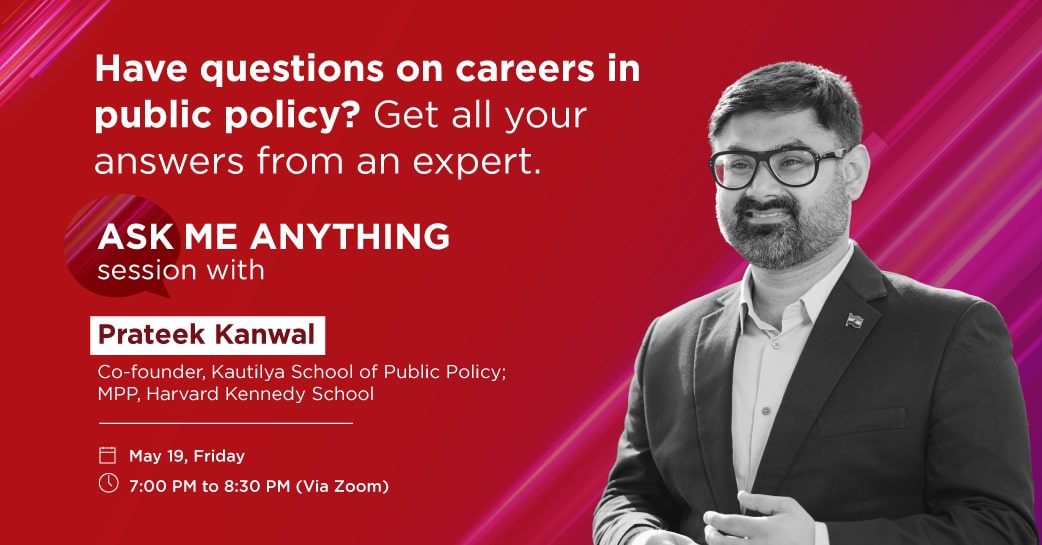 Have questions on careers in
public policy? Get all your
answers from an expert.
ASK ME ANYTHING
session with
Prateek Kanwal
Co-founder, Kautilya School of Public Policy;
MPP, Harvard Kennedy School
May 19, Friday
7:00 PM to 8:30 PM (Via Zoom)